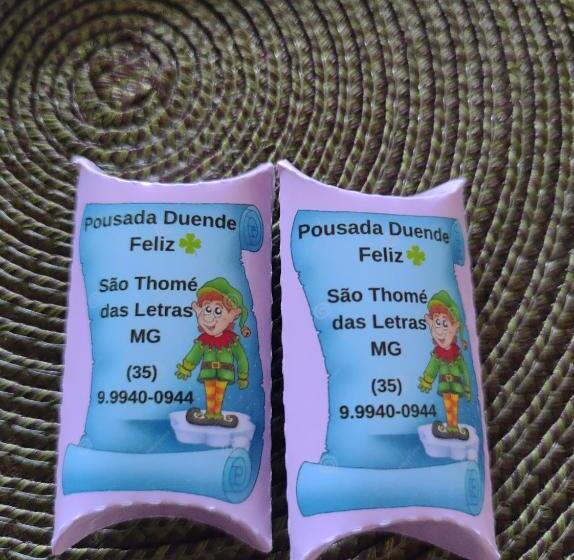 Pousada Duende
Feliz
São Thomé
das Letras
MG
(35)
9.9940-0944
Pousada Duende
Feliz
São Thomé
das Letras
MG
(35)
9.9940-0944